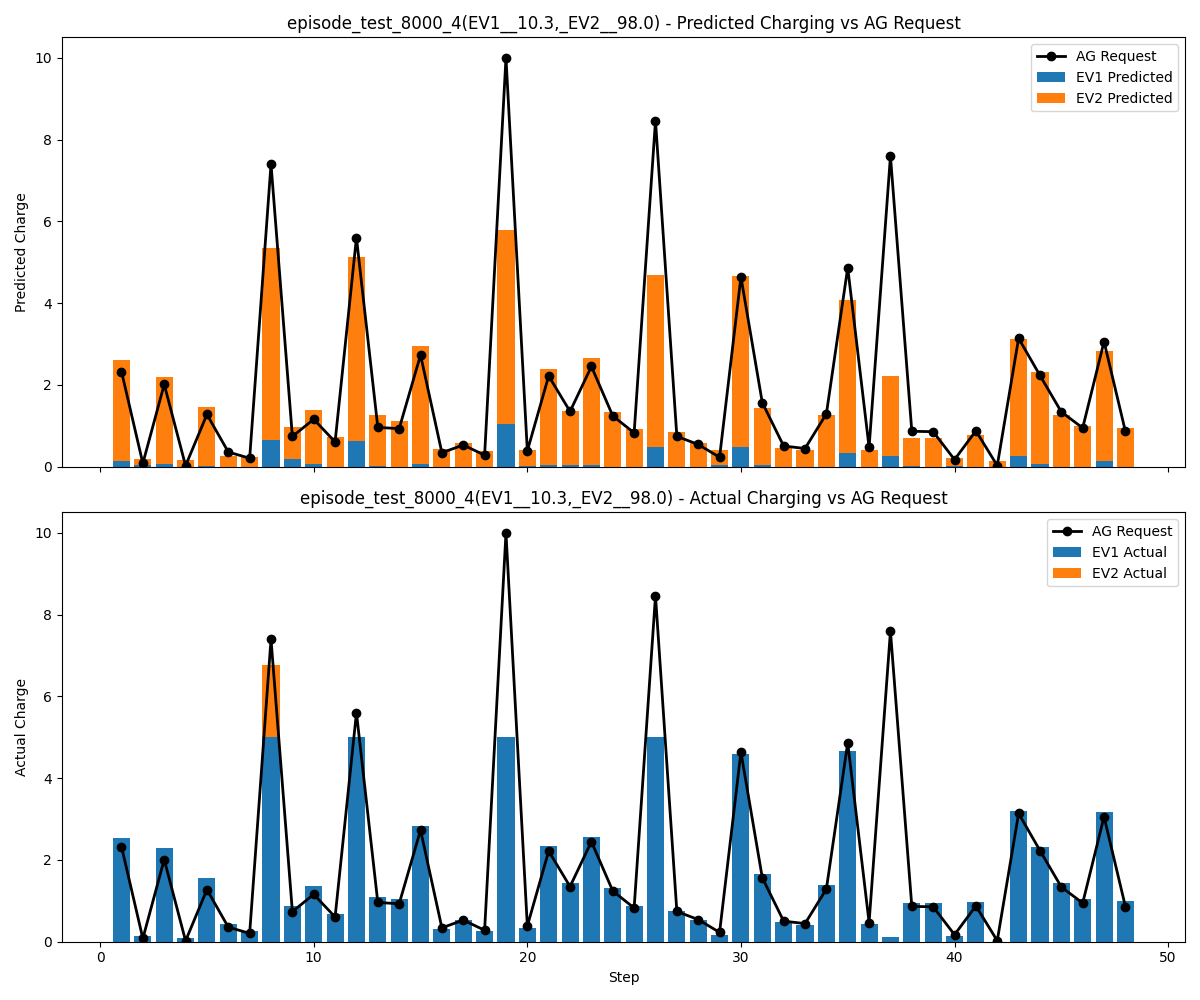 episode_test_8000_4(EV1__10.3,_EV2__98.0) - Predicted Charging vs AG Request
Predicted Charge
10
8
6
4
2
0
AG Request
EV1 Predicted
EV2 Predicted
episode_test_8000_4(EV1__10.3,_EV2__98.0) - Actual Charging vs AG Request
Actual Charge
10
8
6
4
2
0
AG Request
EV1 Actual
EV2 Actual
0 10 20 30 40 50
Step